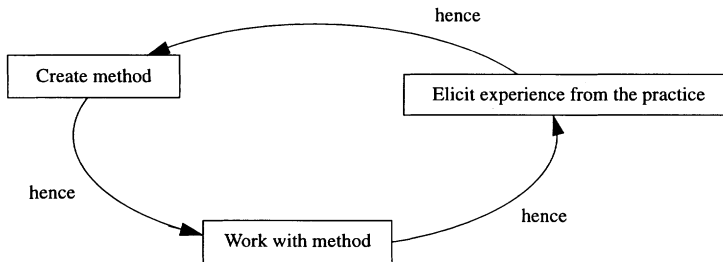 hence
Create method
Elicit experience from the practice
hence
hence
Work with method